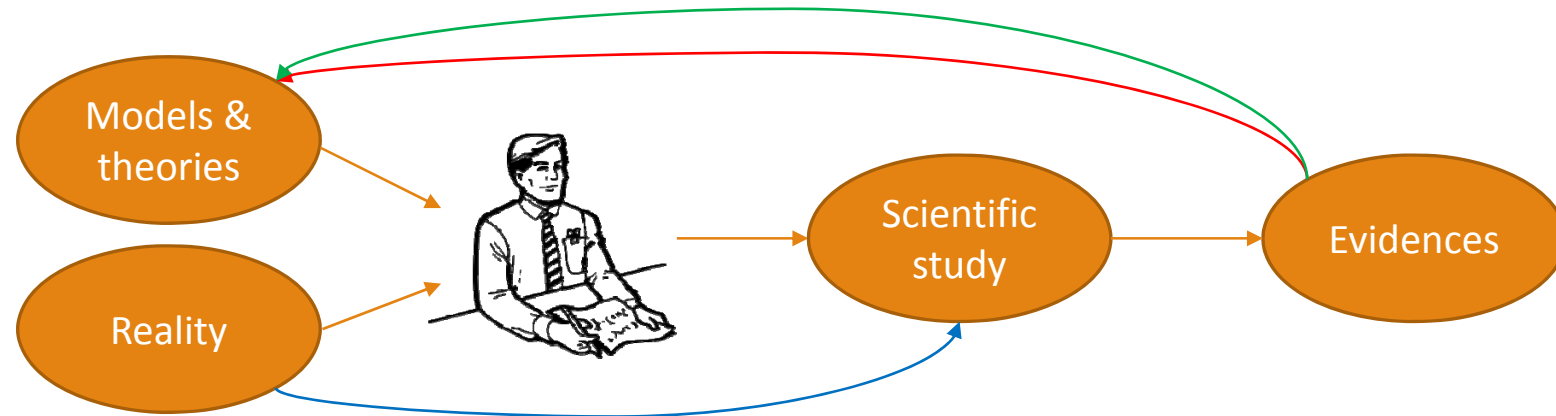 Models &
theories
Reality
Scientific
study
Evidences